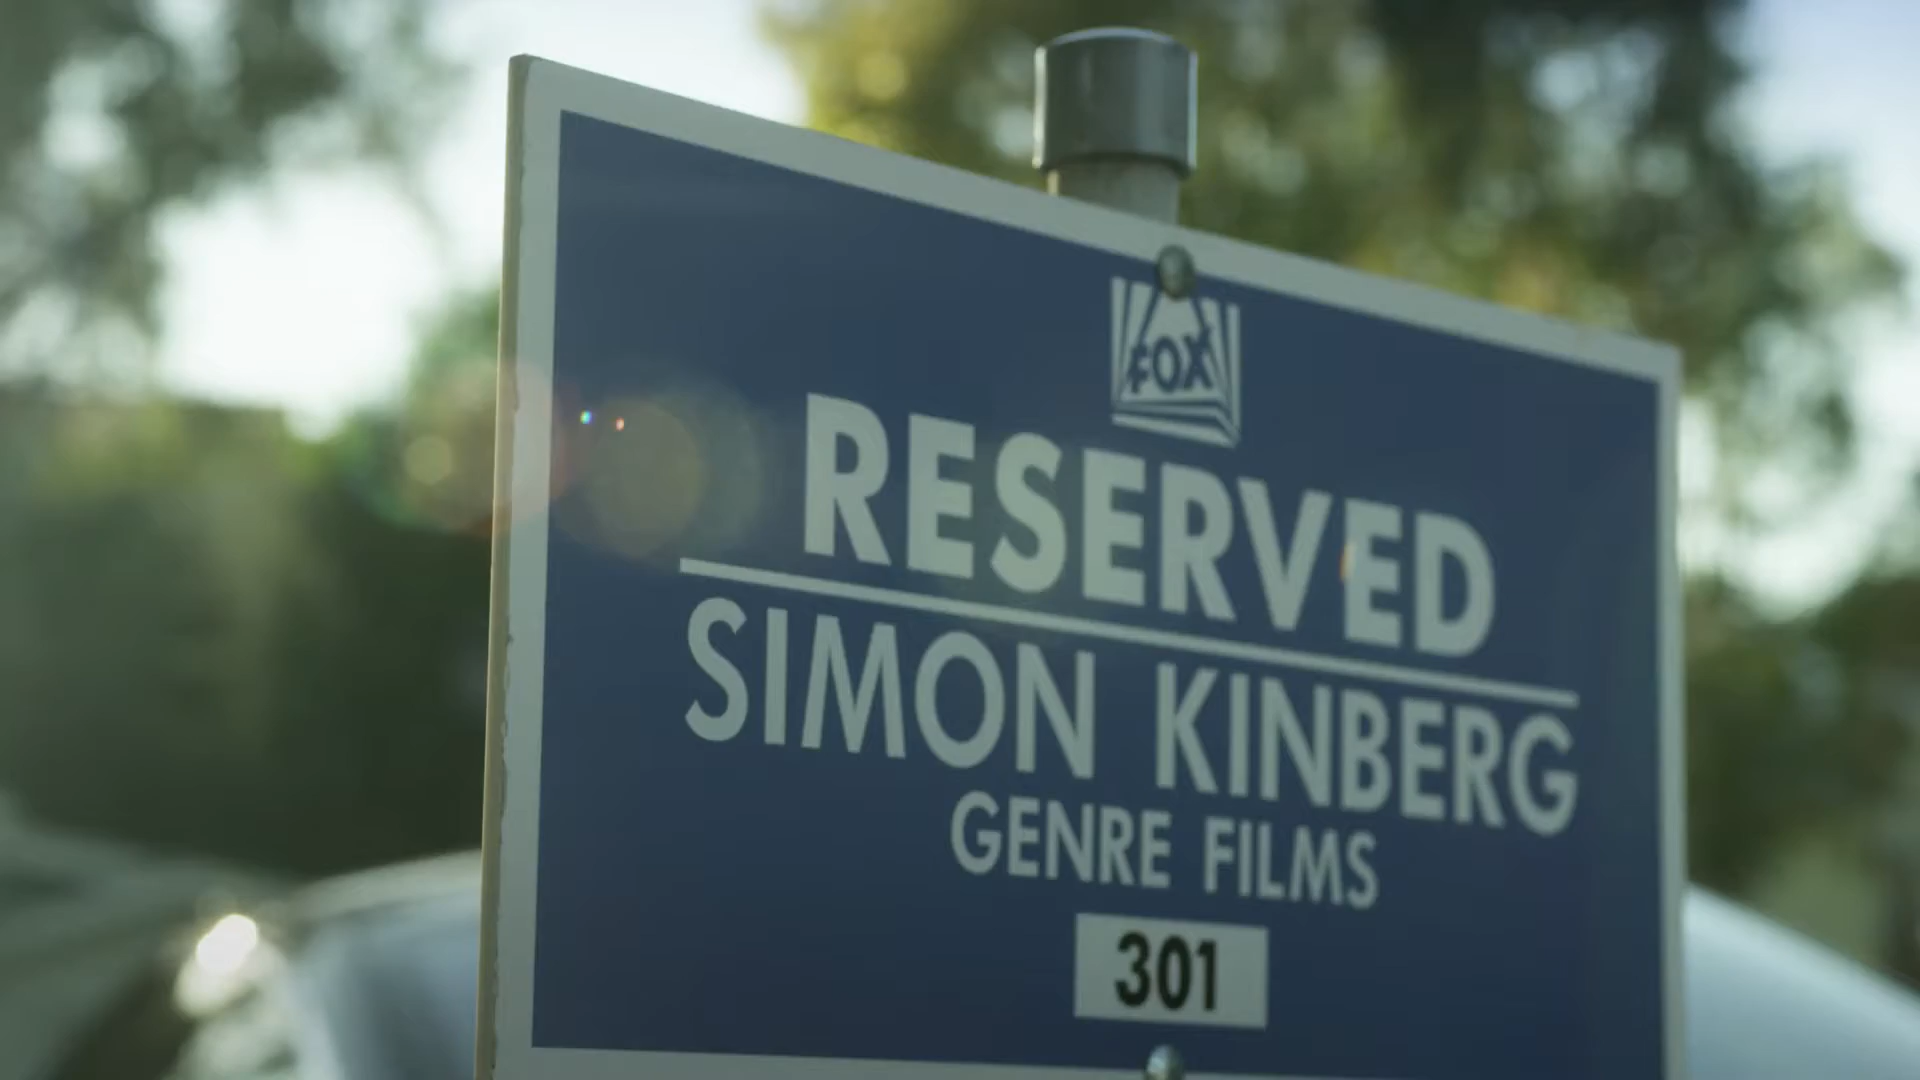 FOX
RESERVED
SIMON KINBERG
GENRE FILMS
301